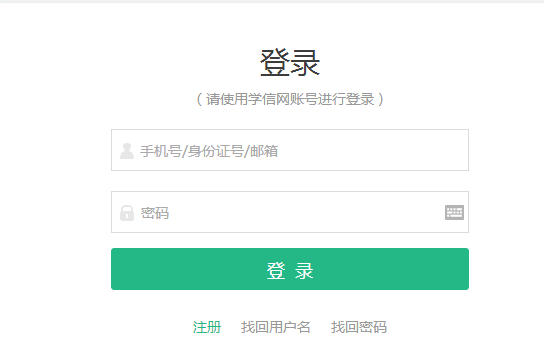 登录
（请使用学信网账号进行登录）
手机号/身份证号/邮箱
密码
登 录
注册 找回用户名 找回密码